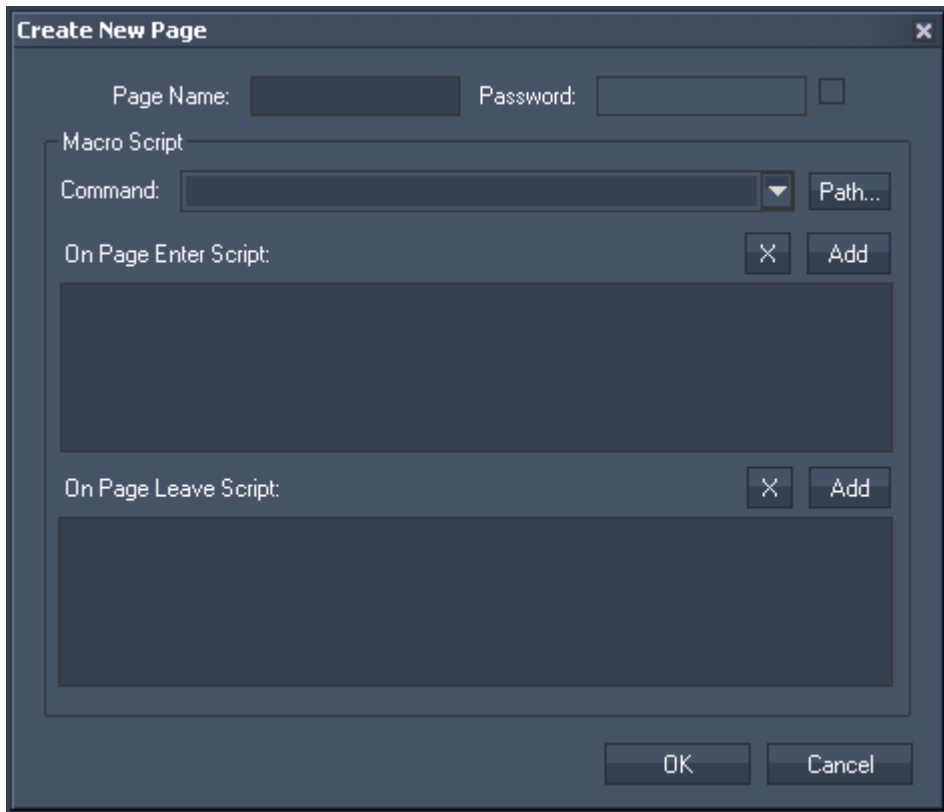 Create New Page
Page Name: Password:
Macro Script
Command: Path...
On Page Enter Script: X Add
On Page Leave Script: X Add
OK Cancel